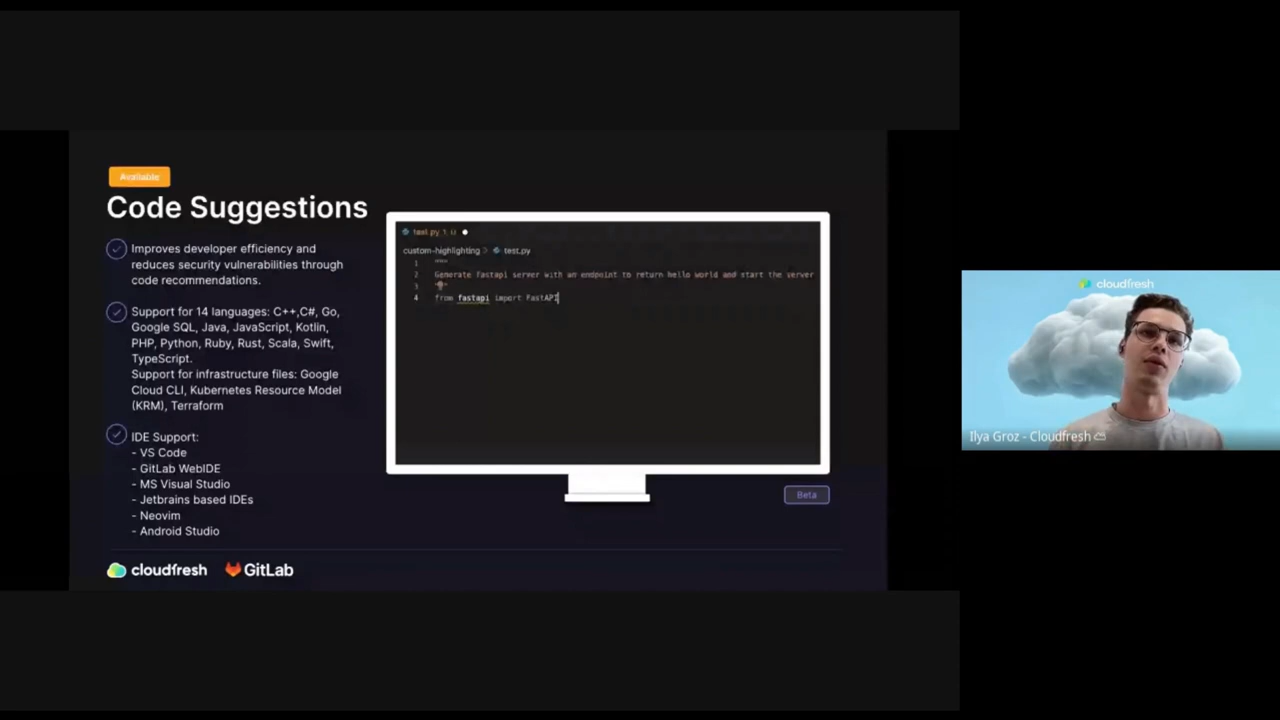 Available
Code Suggestions
Improves developer efficiency and
reduces security vulnerabilities through
code recommendations.
Support for 14 languages: C++,C#, Go,
Google SQL, Java, JavaScript, Kotlin,
PHP, Python, Ruby, Rust, Scala, Swift,
TypeScript.
Support for infrastructure files: Google
Cloud CLI, Kubernetes Resource Model
(KRM), Terraform
IDE Support:
- VS Code
- GitLab WebIDE
- MS Visual Studio
- Jetbrains based IDEs
- Neovim
- Android Studio
test.py
custom-highlighting > test.py
1 """
2 Generate fastapi server with an endpoint to return hello world and start the server
3
4 from fastapi import FastAPI
Beta
cloudfresh GitLab
cloudfresh
Ilya Groz - Cloudfresh